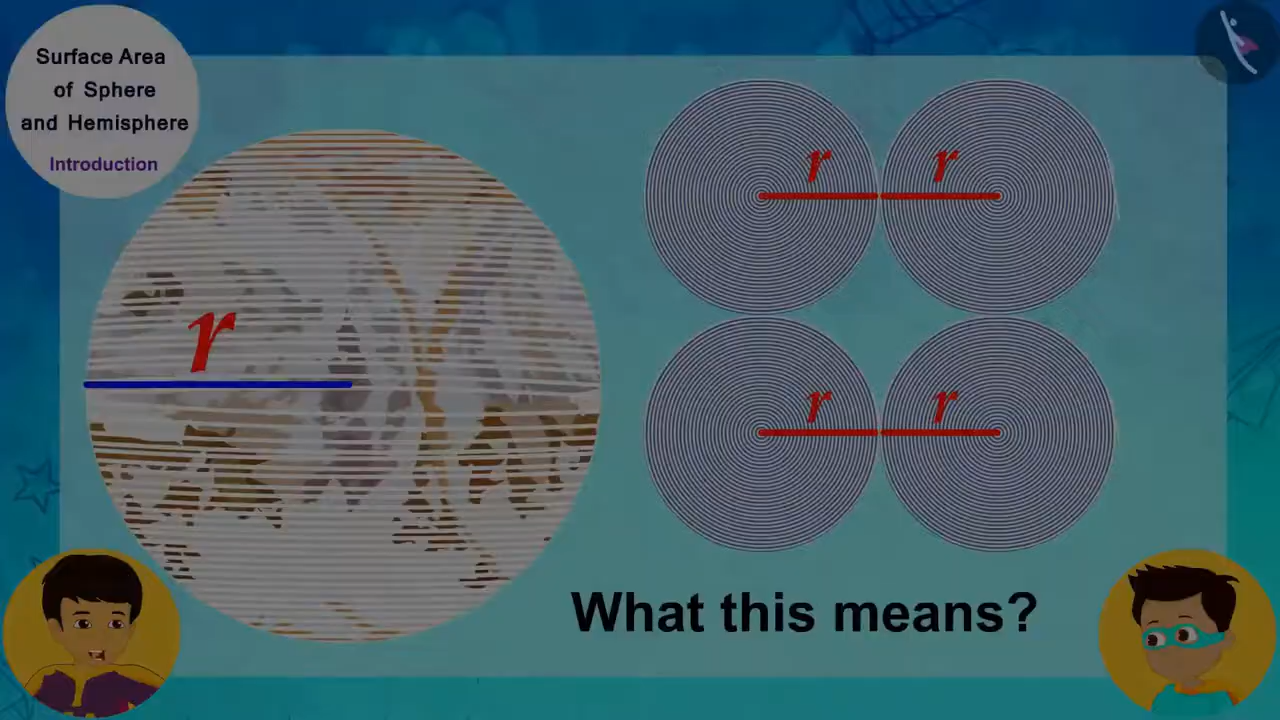 Surface Area
of Sphere
and Hemisphere
Introduction
r r
r
r r
What this means?